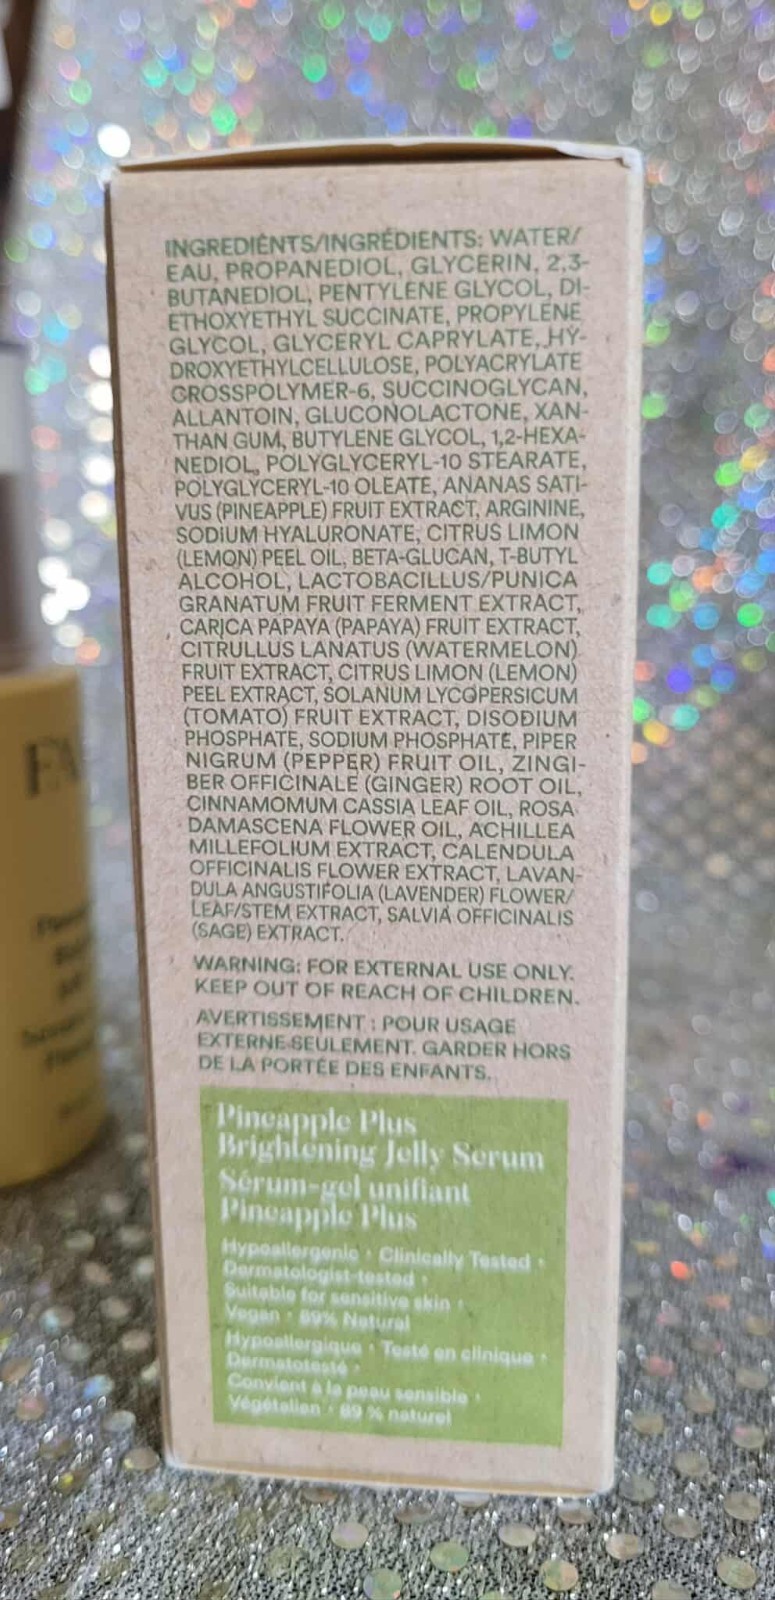 INGREDIENTS/INGRÉDIENTS: WATER/
EAU, PROPANEDIOL, GLYCERIN, 2,3-
BUTANEDIOL, PENTYLENE GLYCOL, DI-
ETHOXYETHYL SUCCINATE, PROPYLENE
GLYCOL, GLYCERYL CAPRYLATE, HY-
DROXYETHYLCELLULOSE, POLYACRYLATE
CROSSPOLYMER-6, SUCCINOGLYCAN,
ALLANTOIN, GLUCONOLACTONE, XAN-
THAN GUM, BUTYLENE GLYCOL, 1,2-HEXA-
NEDIOL, POLYGLYCERYL-10 STEARATE,
POLYGLYCERYL-10 OLEATE, ANANAS SATI-
VUS (PINEAPPLE) FRUIT EXTRACT, ARGININE,
SODIUM HYALURONATE, CITRUS LIMON
(LEMON) PEEL OIL, BETA-GLUCAN, T-BUTYL
ALCOHOL, LACTOBACILLUS/PUNICA
GRANATUM FRUIT FERMENT EXTRACT,
CARICA PAPAYA (PAPAYA) FRUIT EXTRACT,
CITRULLUS LANATUS (WATERMELON)
FRUIT EXTRACT, CITRUS LIMON (LEMON)
PEEL EXTRACT, SOLANUM LYCOPERSICUM
(TOMATO) FRUIT EXTRACT, DISODIUM
PHOSPHATE, SODIUM PHOSPHATE, PIPER
NIGRUM (PEPPER) FRUIT OIL, ZINGI-
BER OFFICINALE (GINGER) ROOT OIL,
CINNAMOMUM CASSIA LEAF OIL, ROSA
DAMASCENA FLOWER OIL, ACHILLEA
MILLEFOLIUM EXTRACT, CALENDULA
OFFICINALIS FLOWER EXTRACT, LAVAN-
DULA ANGUSTIFOLIA (LAVENDER) FLOWER/
LEAF/STEM EXTRACT, SALVIA OFFICINALIS
(SAGE) EXTRACT.
WARNING: FOR EXTERNAL USE ONLY.
KEEP OUT OF REACH OF CHILDREN.
AVERTISSEMENT : POUR USAGE
EXTERNE SEULEMENT. GARDER HORS
DE LA PORTÉE DES ENFANTS.
Pineapple Plus
Brightening Jelly Serum
Sérum-gel unifiant
Pineapple Plus
Hypoallergenic • Clinically Tested •
Dermatologist-tested •
Suitable for sensitive skin •
Vegan • 89% Natural
Hypoallergique • Testé en clinique •
Dermatotesté •
Convient à la peau sensible •
Végétalien • 89 % naturel